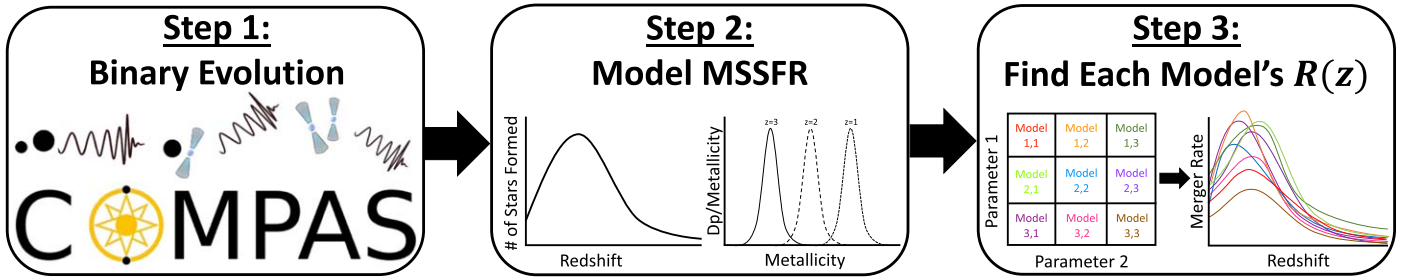 Step 1:
Binary Evolution
COMPAS
Step 2:
Model MSSFR
# of Stars Formed
Redshift
Dp/Metallicity
z=3
z=2
z=1
Metallicity
Step 3:
Find Each Model's R(z)
Parameter 1
Model 
1,1
Model 
1,2
Model 
1,3
Model 
2,1
Model 
2,2
Model 
2,3
Model 
3,1
Model 
3,2
Model 
3,3
Parameter 2
Merger Rate
Redshift